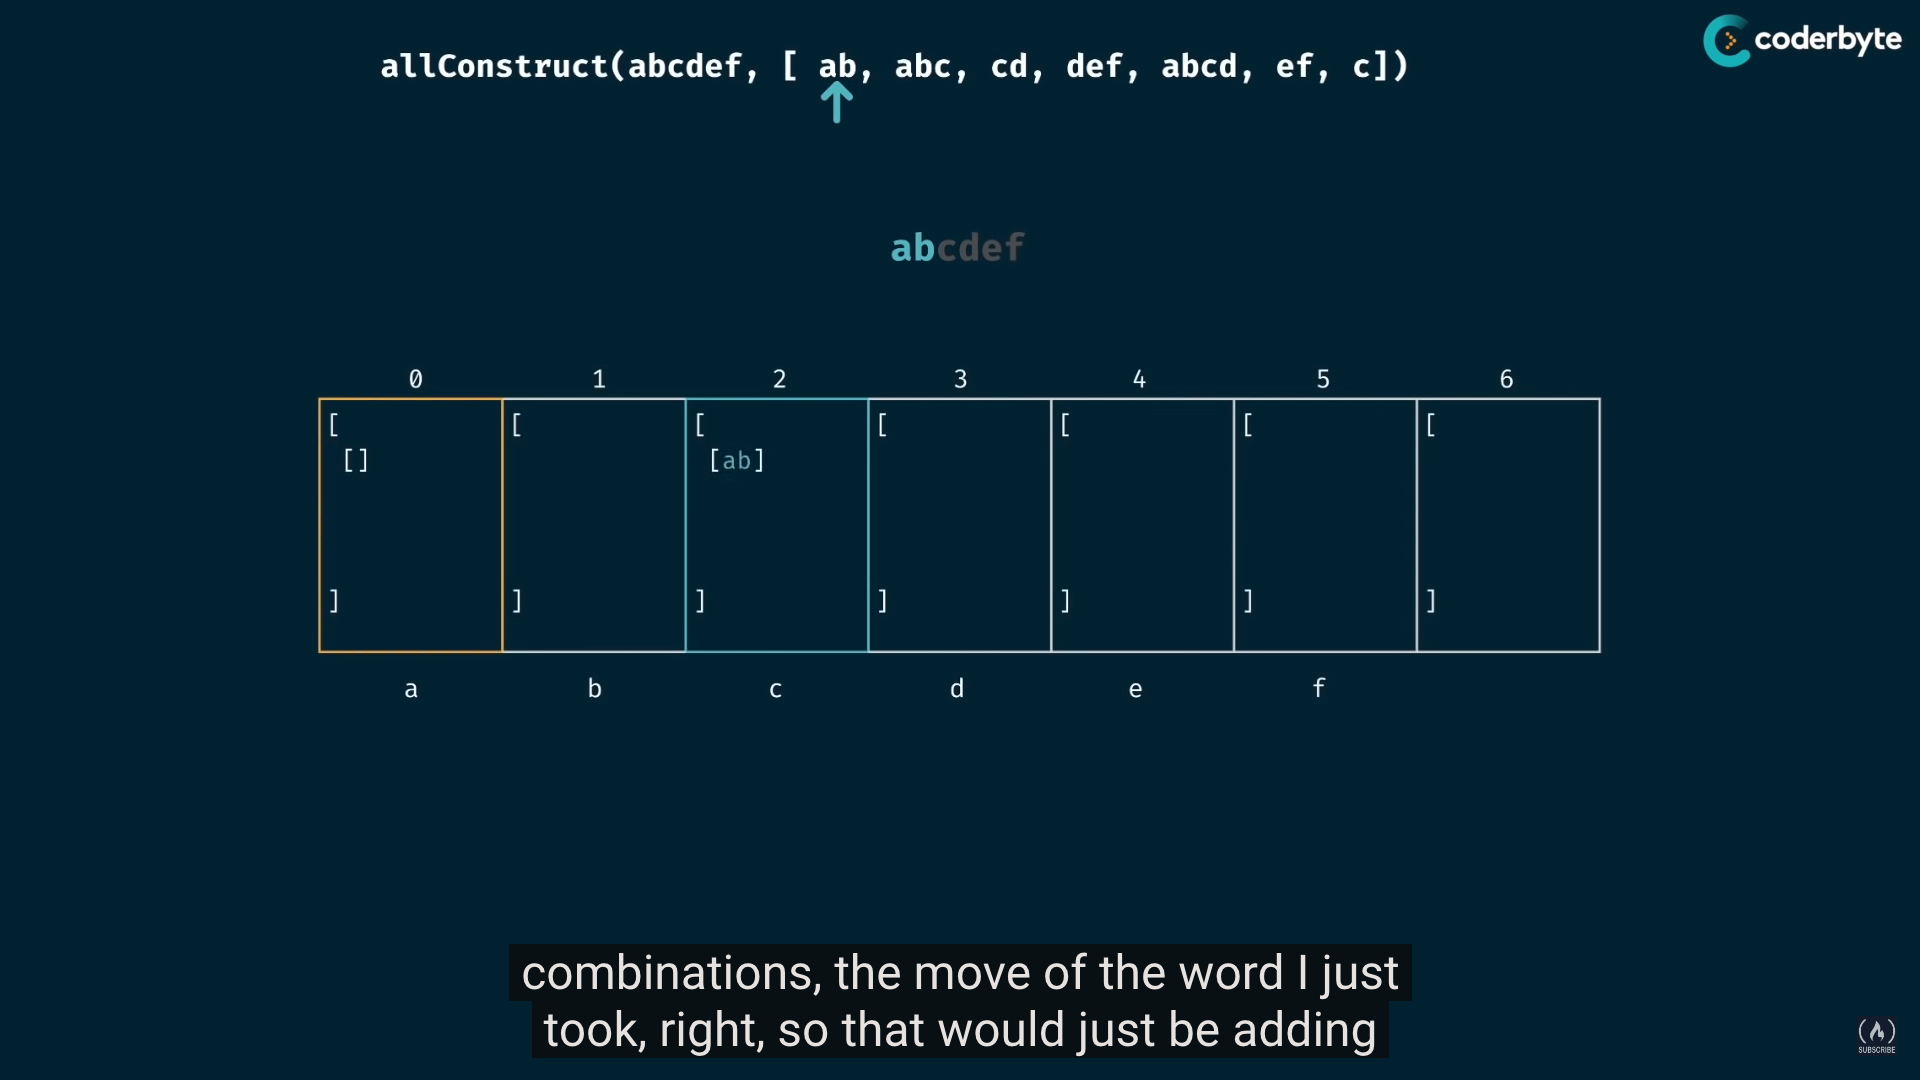 coderbyte
allConstruct(abcdef, [ ab, abc, cd, def, abcd, ef, c])
abcdef
0 1 2 3 4 5 6
[ [ [ [ [ [ [
[] [ab]
] ] ] ] ] ] ]
a b c d e f
combinations, the move of the word I just
took, right, so that would just be adding
SUBSCRIBE